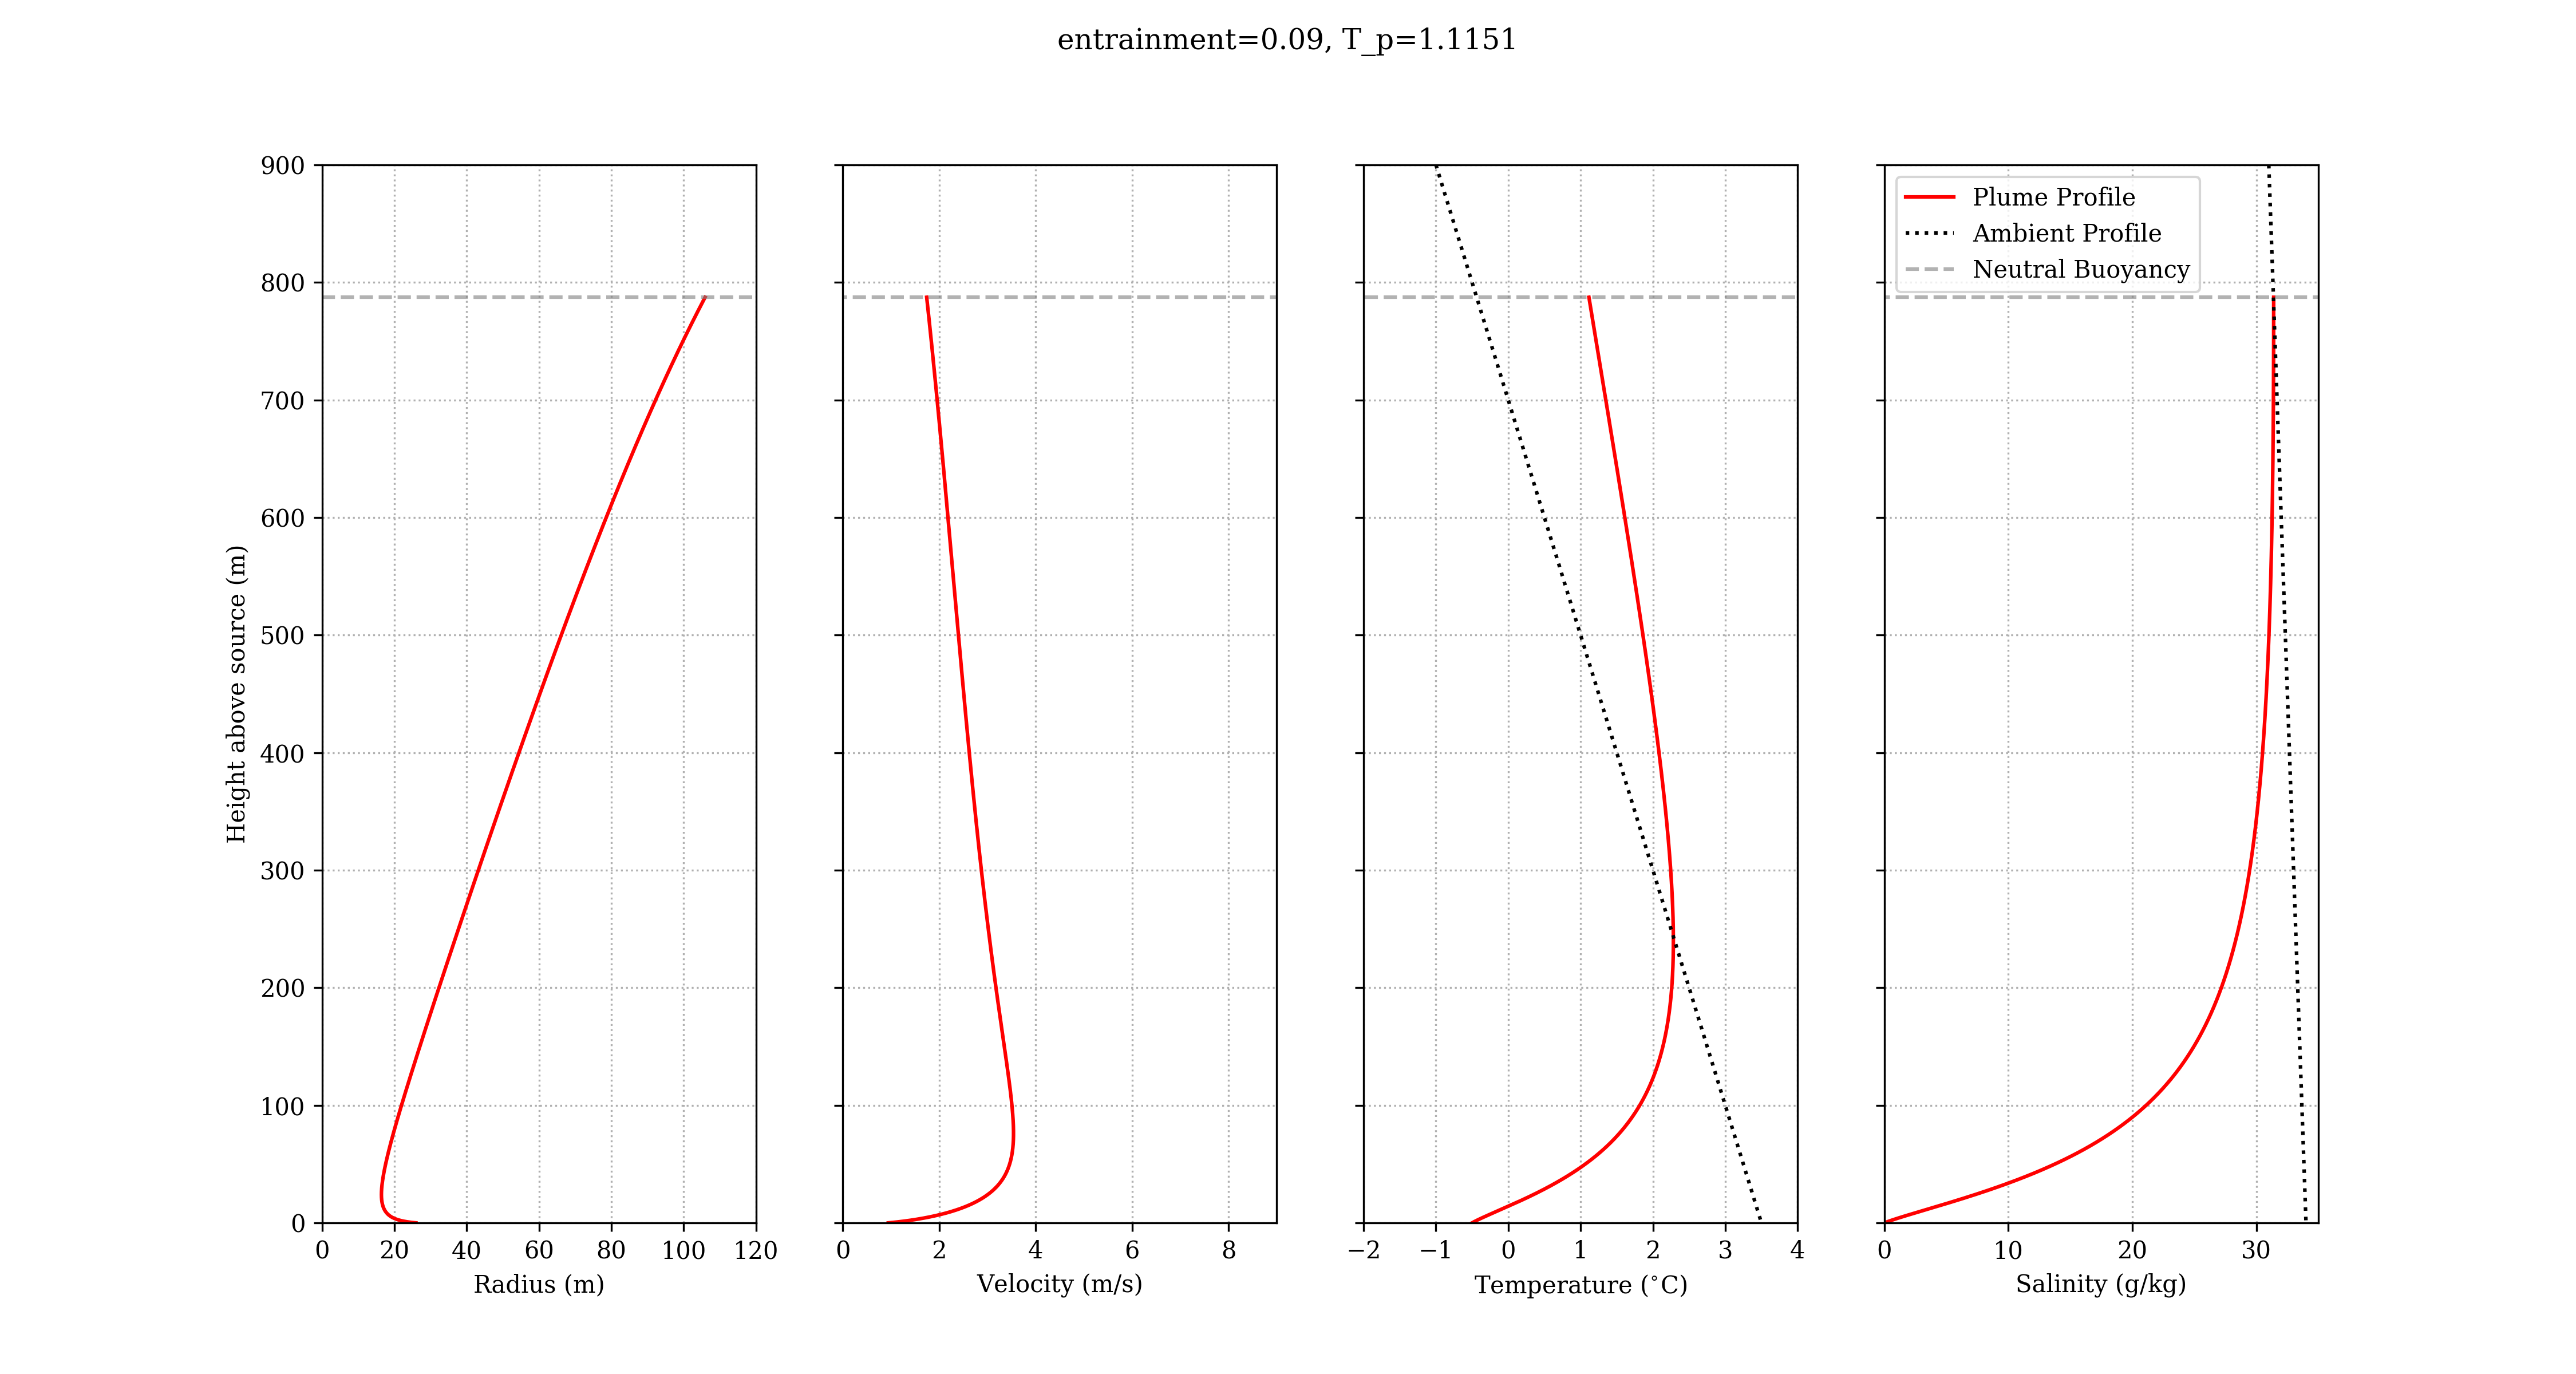 entrainment=0.09, T_p=1.1151
Height above source (m)
900
800
700
600
500
400
300
200
100
0
0 20 40 60 80 100 120
Radius (m)
0 2 4 6 8
Velocity (m/s)
−2 −1 0 1 2 3 4
Temperature (°C)
Plume Profile
Ambient Profile
Neutral Buoyancy
0 10 20 30
Salinity (g/kg)